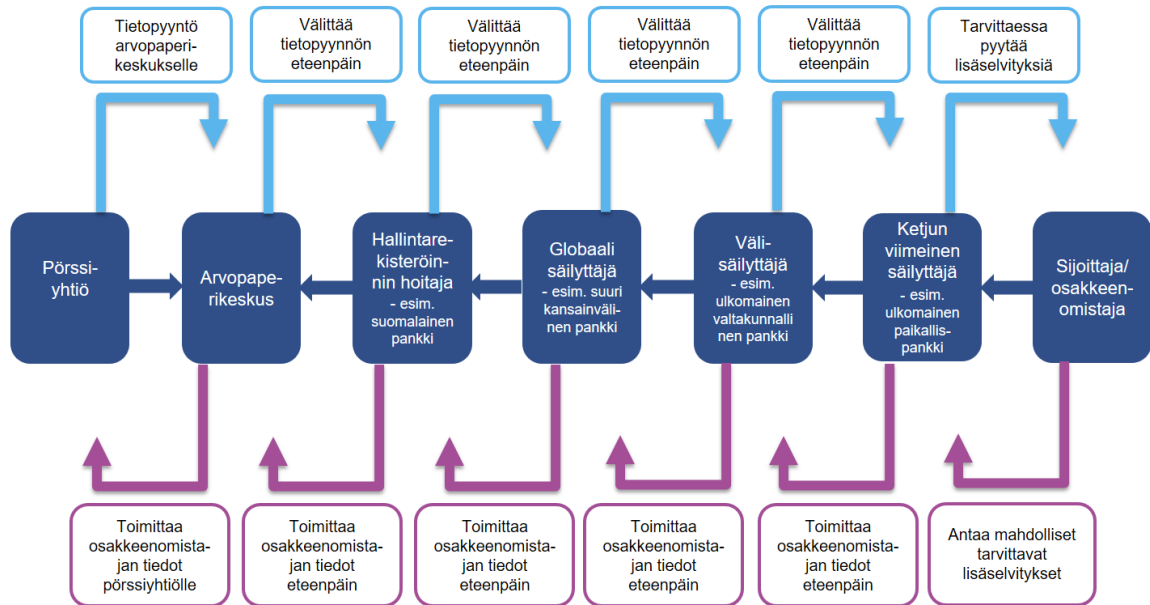 Tietopyyntö
arvopaperi-
keskukselle
Välittää
tietopyynnön
eteenpäin
Välittää
tietopyynnön
eteenpäin
Välittää
tietopyynnön
eteenpäin
Välittää
tietopyynnön
eteenpäin
Tarvittaessa
pyytää
lisäselvityksiä
Pörssi-
yhtiö
Arvopape-
rikeskus
Hallintare-
kisteröin-
nin hoitaja
- esim.
suomalainen
pankki
Globaali
säilyttäjä
- esim. suuri
kansainväli-
nen pankki
Väli-
säilyttäjä
- esim.
ulkomainen
valtakunnalli
nen pankki
Ketjun
viimeinen
säilyttäjä
- esim.
ulkomainen
paikallis-
pankki
Sijoittaja/
osakkeen-
omistaja
Toimittaa
osakkeenomista-
jan tiedot
pörssiyhtiölle
Toimittaa
osakkeenomista-
jan tiedot
eteenpäin
Toimittaa
osakkeenomista-
jan tiedot
eteenpäin
Toimittaa
osakkeenomista-
jan tiedot
eteenpäin
Toimittaa
osakkeenomista-
jan tiedot
eteenpäin
Antaa mahdolliset
tarvittavat
lisäselvitykset